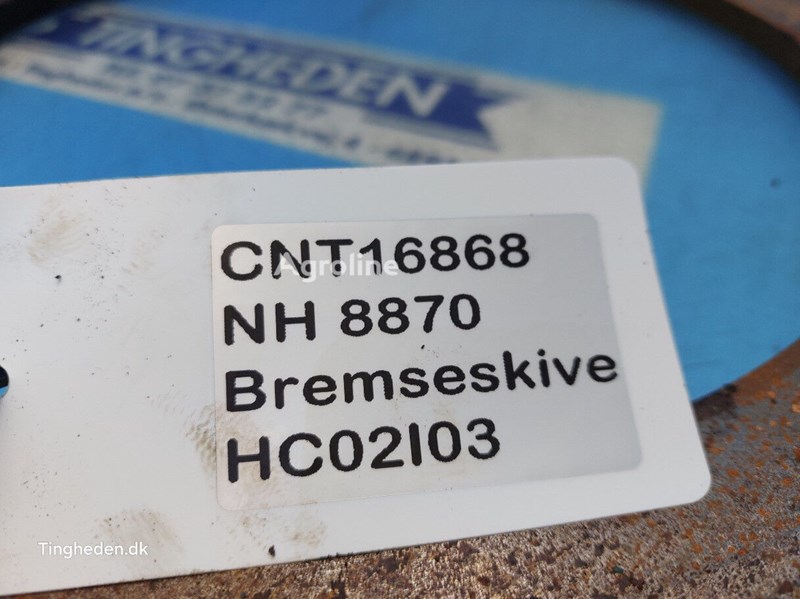 TINGHEDEN
CNT16868
Agroline
NH 8870
Bremseskive
HC02I03
Tingheden.dk